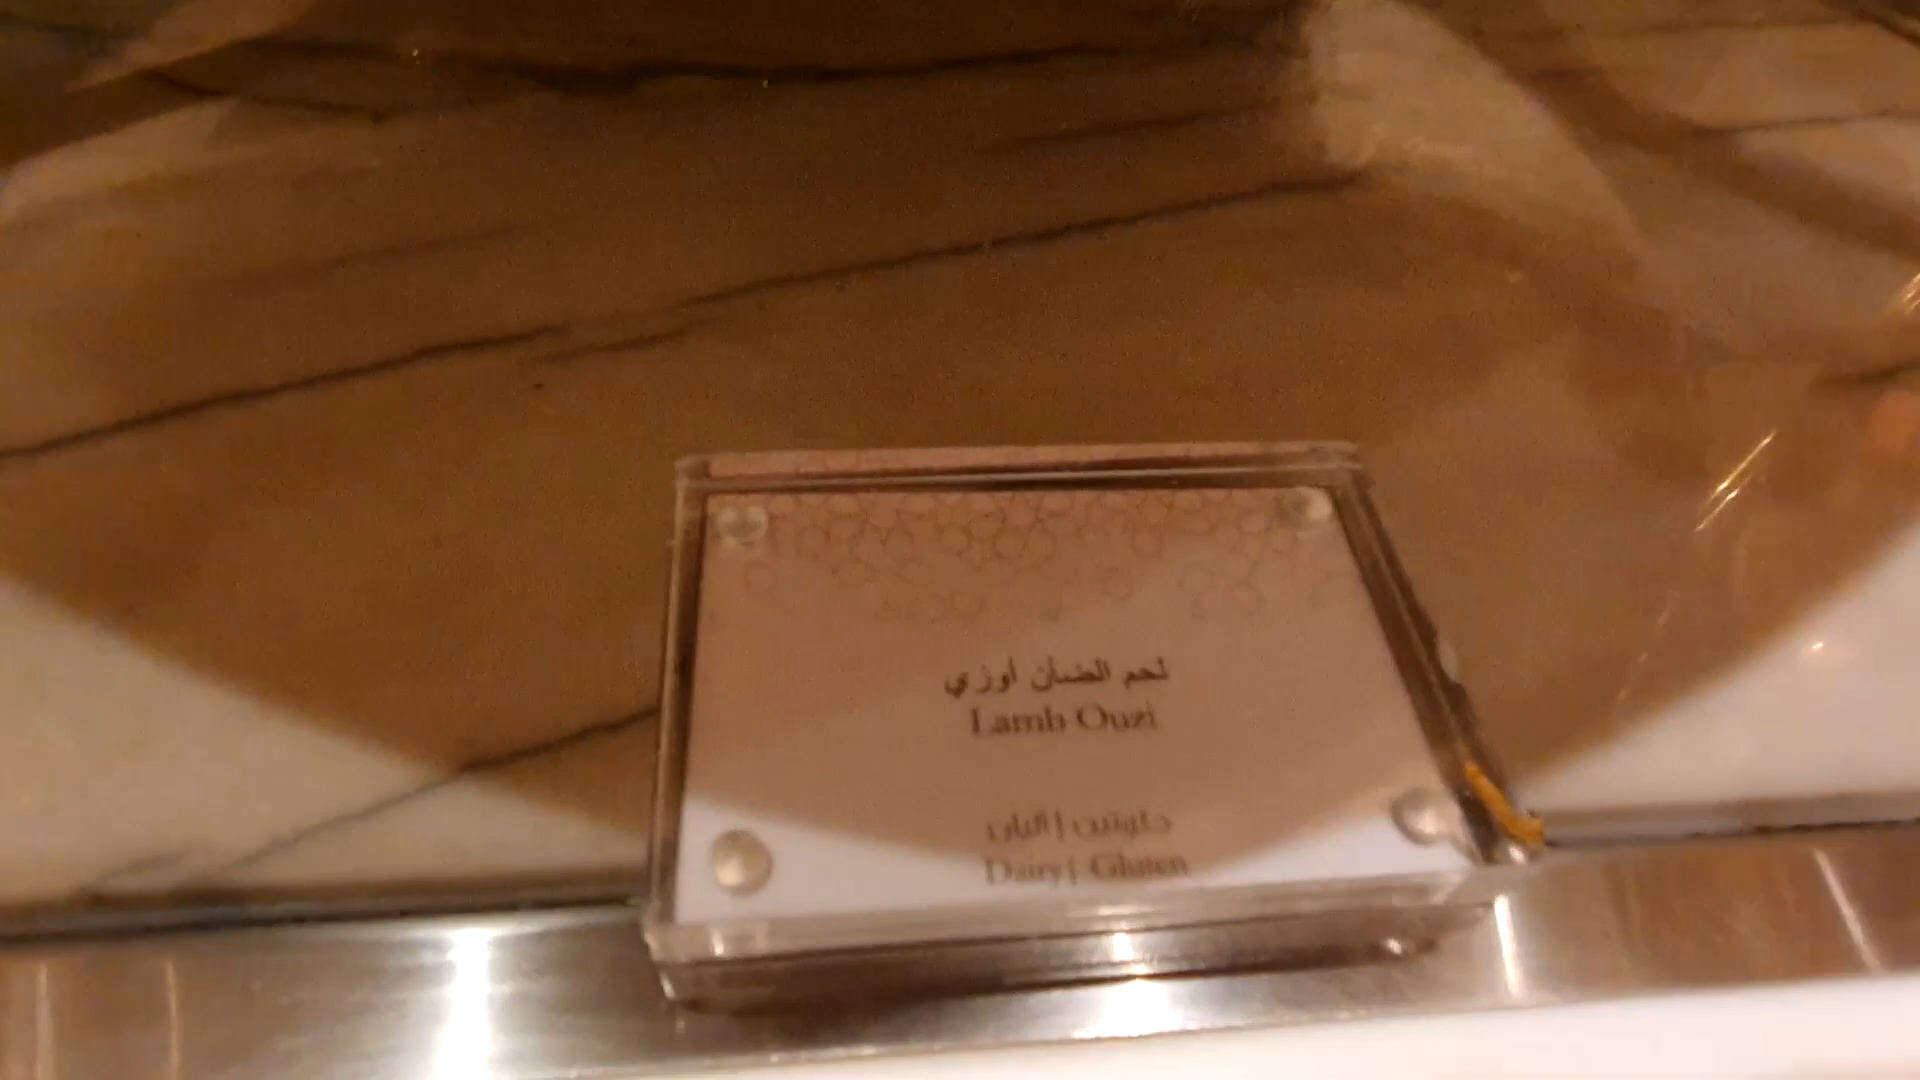 لحم الضأن أوزي
Lamb Ouzi
جلوتين | ألبان
Dairy | Gluten